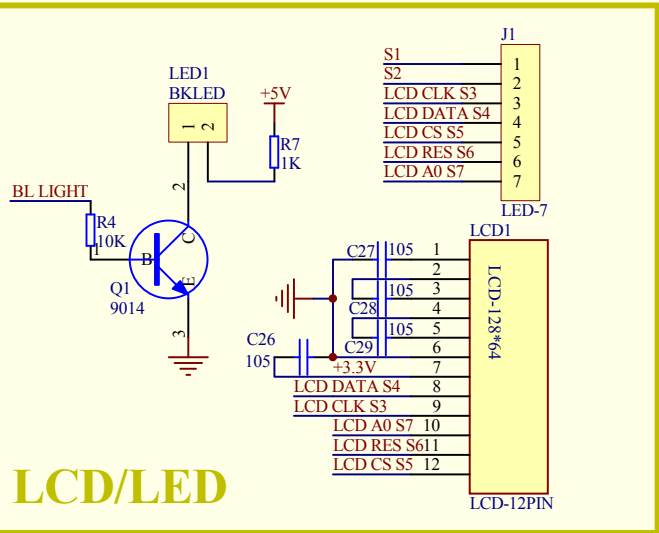 LED1
BKLED
1
2
+5V
R7
1K
2
BL LIGHT
R4
10K
1
B
C
E
Q1
9014
3
J1
S1
1
S2
2
LCD CLK S3
3
LCD DATA S4
4
LCD CS S5
5
LCD RES S6
6
LCD A0 S7
7
LED-7
LCD1
C27
105
1
2
105
3
C28
4
105
5
C29
6
C26
105
+3.3V
7
LCD DATA S4
8
LCD CLK S3
9
LCD A0 S7
10
LCD RES S6
11
LCD CS S5
12
LCD-128*64
LCD-12PIN
LCD/LED